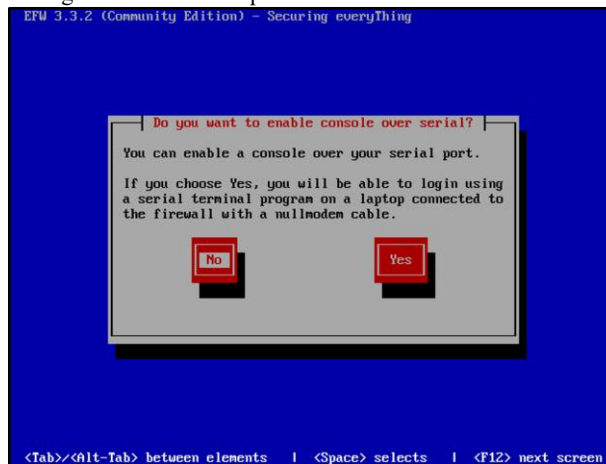 EFW 3.3.2 (Community Edition) - Securing everyThing
Do you want to enable console over serial?
You can enable a console over your serial port.
If you choose Yes, you will be able to login using
a serial terminal program on a laptop connected to
the firewall with a nullmodem cable.
No Yes
<Tab>/<Alt-Tab> between elements | <Space> selects | <F12> next screen